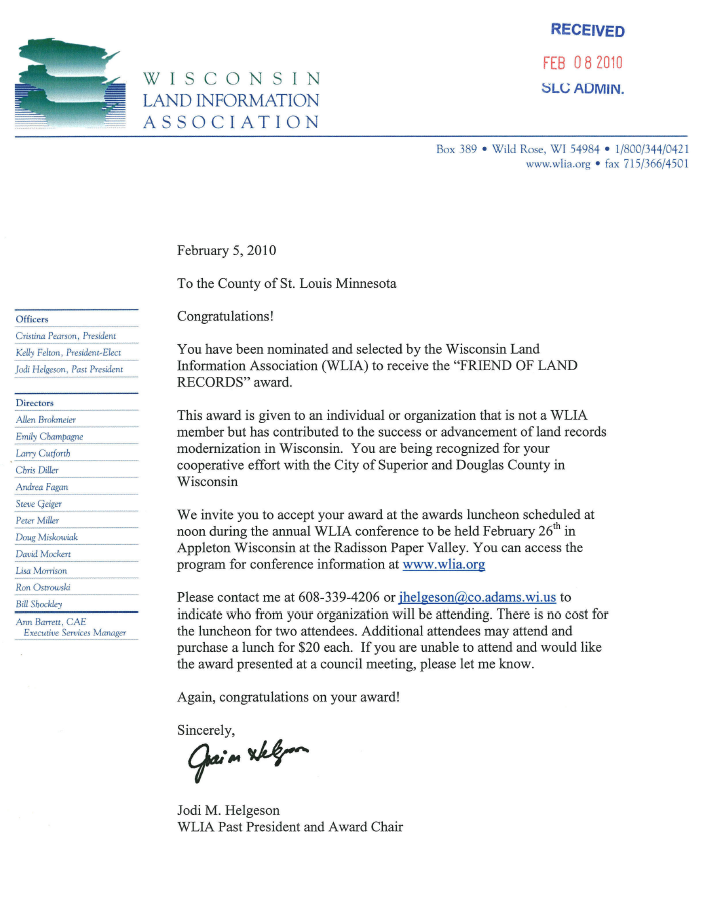 RECEIVED
FEB 08 2010
SLC ADMIN.
WISCONSIN
LAND INFORMATION
ASSOCIATION
Box 389 • Wild Rose, WI 54984 • 1/800/344/0421
www.wlia.org • fax 715/366/4501
February 5, 2010
To the County of St. Louis Minnesota
Congratulations!
You have been nominated and selected by the Wisconsin Land
Information Association (WLIA) to receive the “FRIEND OF LAND
RECORDS” award.
This award is given to an individual or organization that is not a WLIA
member but has contributed to the success or advancement of land records
modernization in Wisconsin. You are being recognized for your
cooperative effort with the City of Superior and Douglas County in
Wisconsin
We invite you to accept your award at the awards luncheon scheduled at
noon during the annual WLIA conference to be held February 26th in
Appleton Wisconsin at the Radisson Paper Valley. You can access the
program for conference information at www.wlia.org
Please contact me at 608-339-4206 or jhelgeson@co.adams.wi.us to
indicate who from your organization will be attending. There is no cost for
the luncheon for two attendees. Additional attendees may attend and
purchase a lunch for $20 each. If you are unable to attend and would like
the award presented at a council meeting, please let me know.
Again, congratulations on your award!
Sincerely,
Jodi M. Helgeson
WLIA Past President and Award Chair
Officers
Cristina Pearson, President
Kelly Felton, President-Elect
Jodi Helgeson, Past President
Directors
Allen Brokmeier
Emily Champagne
Larry Cutforth
Chris Diller
Andrea Fagan
Steve Geiger
Peter Miller
Doug Miskowiak
David Mockert
Lisa Morrison
Ron Ostrowski
Bill Shockley
Ann Barrett, CAE
Executive Services Manager